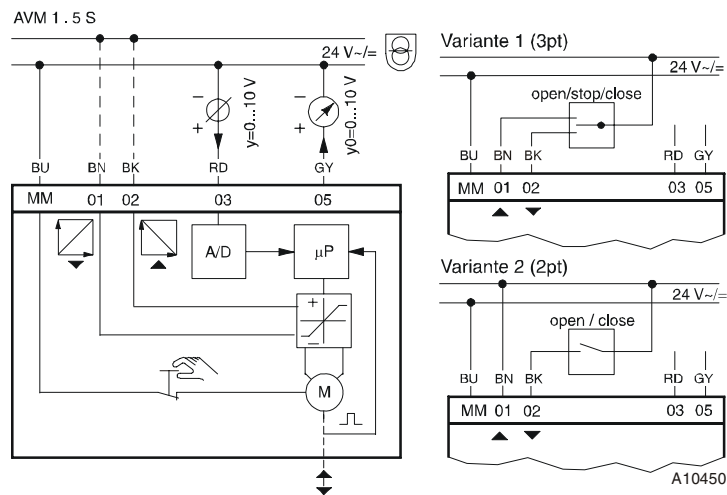 AVM 1 . 5 S
24 V~/=
y=0...10 V
y0=0...10 V
– + – +
BU BN BK RD GY
MM 01 02 03 05
A/D µP
+
–
M
Variante 1 (3pt)
24 V~/=
open/stop/close
BU BN BK RD GY
MM 01 02 03 05
Variante 2 (2pt)
24 V~/=
open / close
BU BN BK RD GY
MM 01 02 03 05
A10450